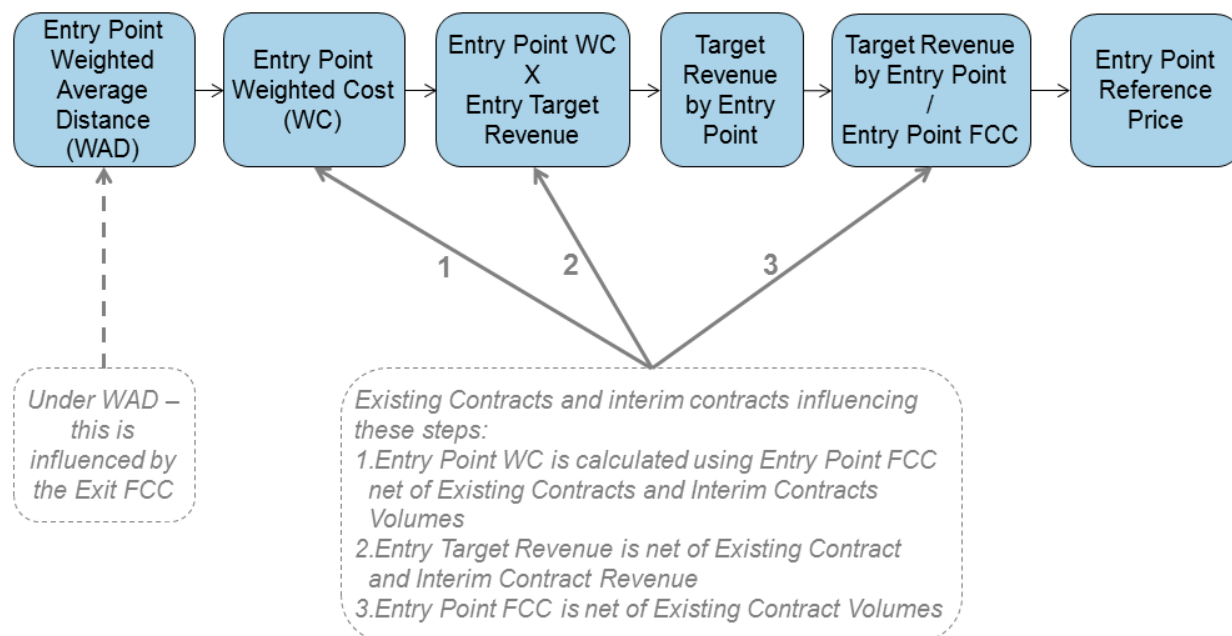 Entry Point
Weighted
Average
Distance
(WAD)
Entry Point
Weighted Cost
(WC)
Entry Point WC
X
Entry Target
Revenue
Target
Revenue
by Entry
Point
Target Revenue
by Entry Point
/
Entry Point FCC
Entry Point
Reference
Price
1
2
3
Under WAD –
this is
influenced by
the Exit FCC
Existing Contracts and interim contracts influencing
these steps:
1.Entry Point WC is calculated using Entry Point FCC
net of Existing Contracts and Interim Contracts
Volumes
2.Entry Target Revenue is net of Existing Contract
and Interim Contract Revenue
3.Entry Point FCC is net of Existing Contract Volumes